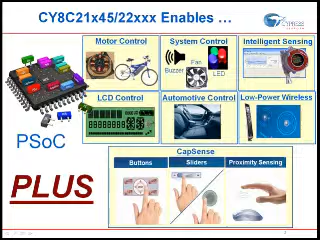 CY8C21x45/22xxx Enables ...
CYPRESS
Motor Control
System Control
Intelligent Sensing
Buzzer
Fan
LED
LCD Control
Automotive Control
Low-Power Wireless
PSoC
CapSense
Buttons
Sliders
Proximity Sensing
PLUS